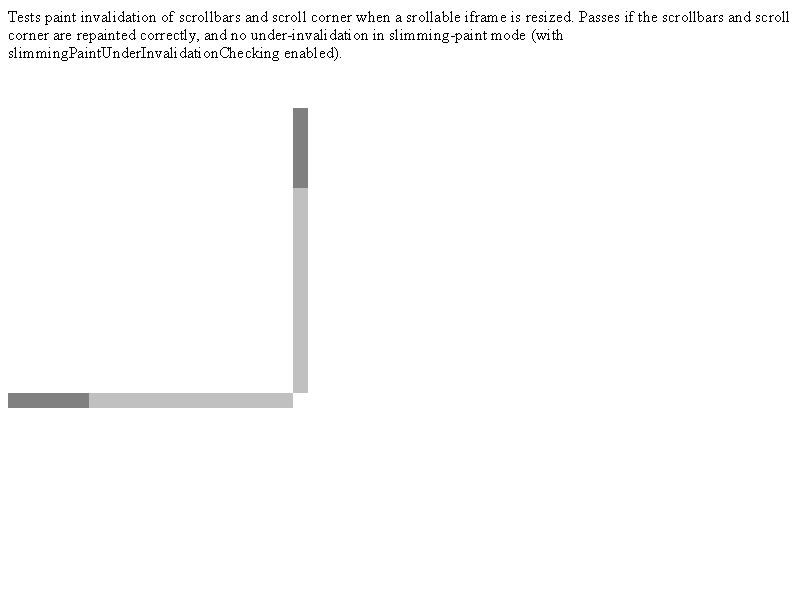 Tests paint invalidation of scrollbars and scroll corner when a srollable iframe is resized. Passes if the scrollbars and scroll
corner are repainted correctly, and no under-invalidation in slimming-paint mode (with
slimmingPaintUnderInvalidationChecking enabled).